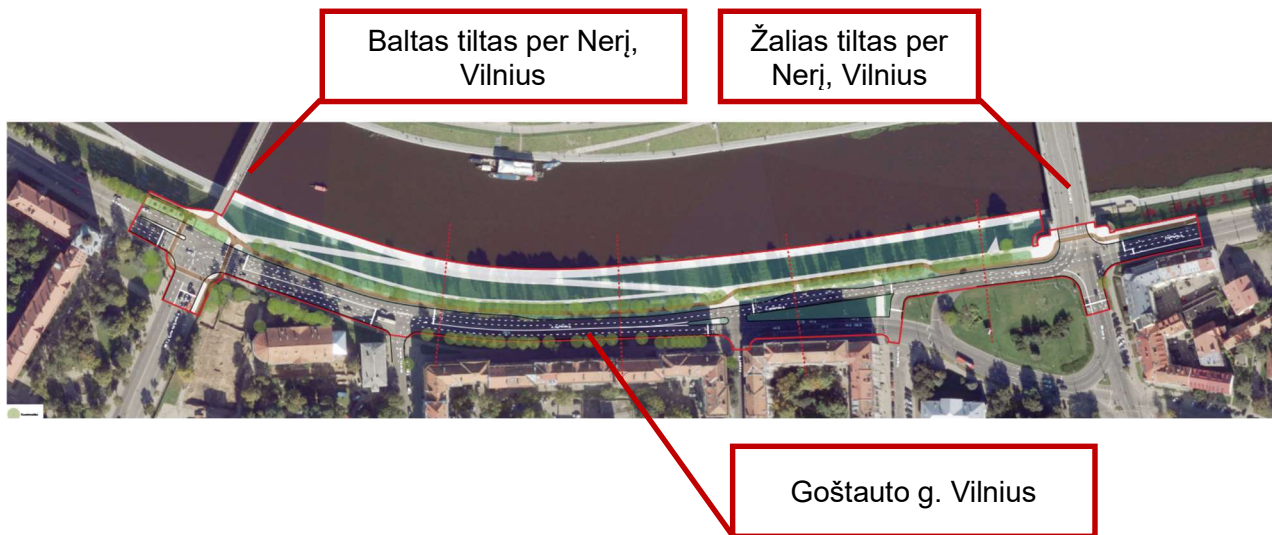 Baltas tiltas per Nerį,
Vilnius
Žalias tiltas per
Nerį, Vilnius
Goštauto g. Vilnius